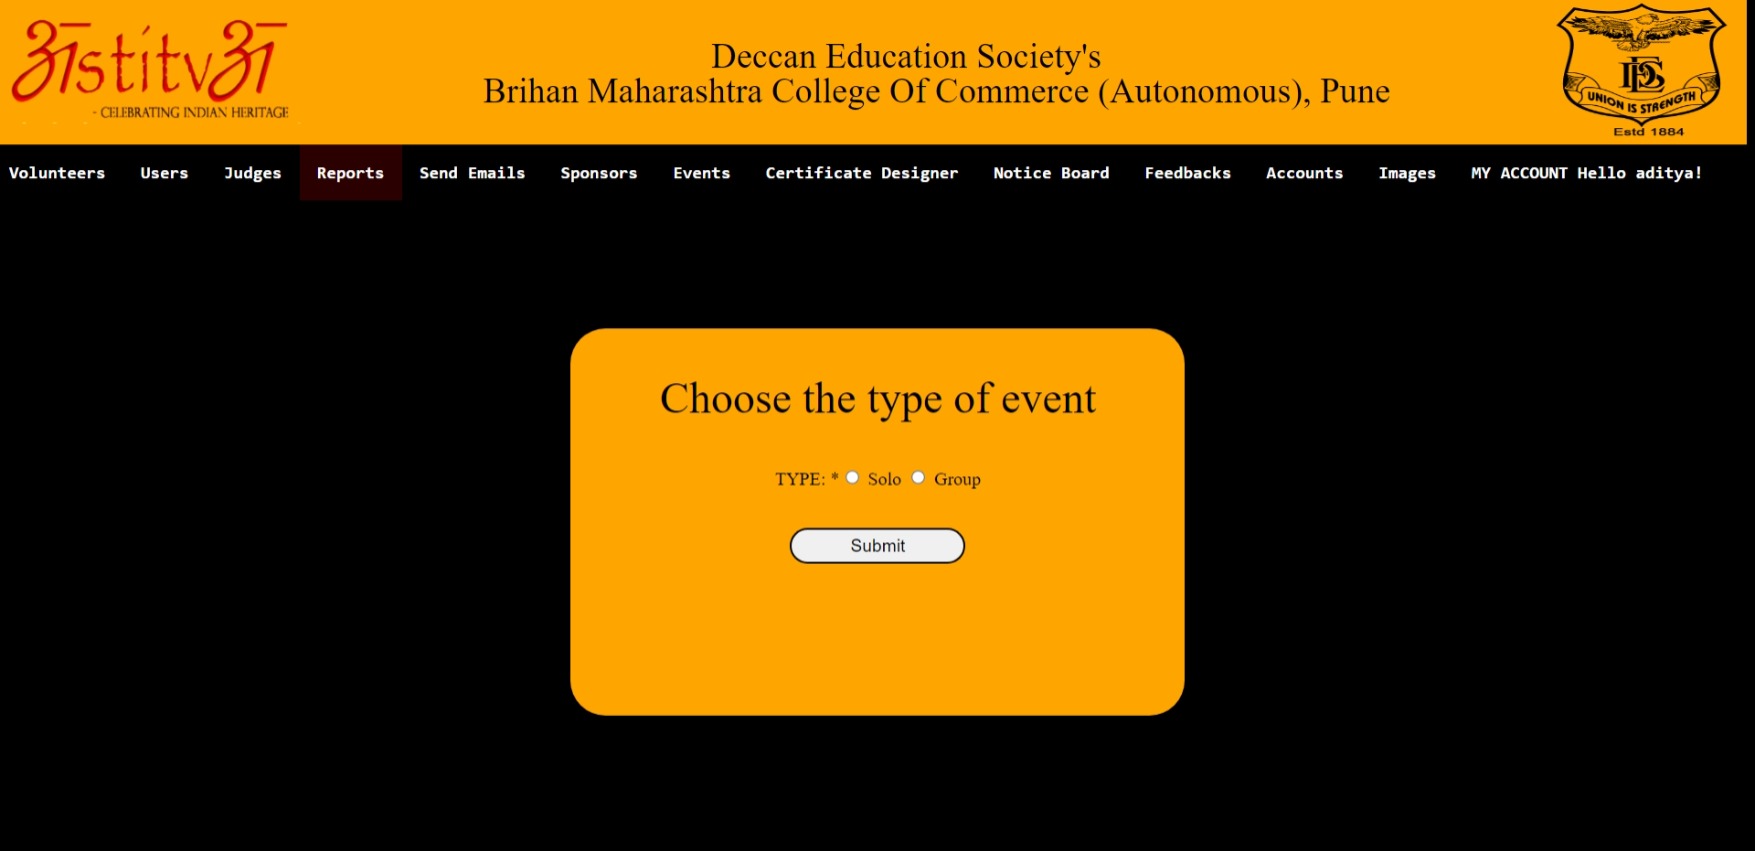 अstitvअ
- CELEBRATING INDIAN HERITAGE
Deccan Education Society's
Brihan Maharashtra College Of Commerce (Autonomous), Pune
DES
UNION IS STRENGTH
Estd 1884
Volunteers Users Judges Reports Send Emails Sponsors Events Certificate Designer Notice Board Feedbacks Accounts Images MY ACCOUNT Hello aditya!
Choose the type of event
TYPE: * Solo Group
Submit